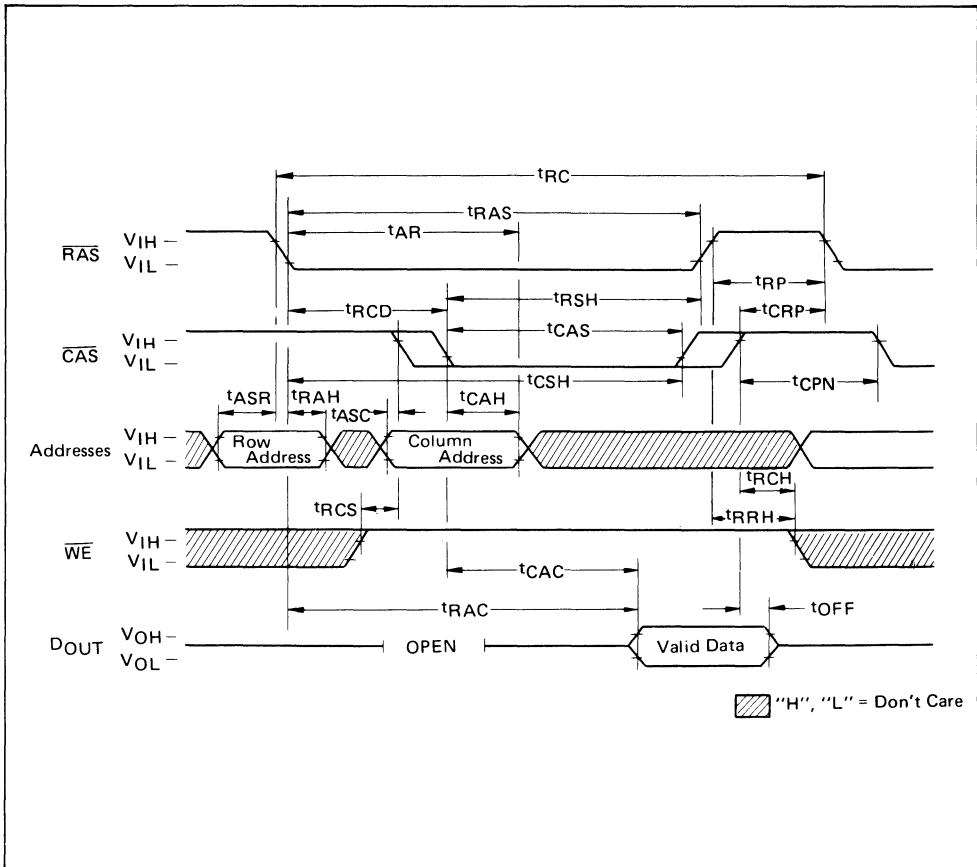 tRC
tRAS
tAR
RAS
VIH
VIL
tRP
tRSH
tRCD
tCRP
tCAS
CAS
VIH
VIL
tCSH
tCPN
tASR
tRAH
tASC
tCAH
Addresses
VIH
VIL
Row Address
Column Address
tRCH
tRCS
tRRH
WE
VIH
VIL
tCAC
tRAC
tOFF
DOUT
VOH
VOL
OPEN
Valid Data
"H", "L" = Don't Care